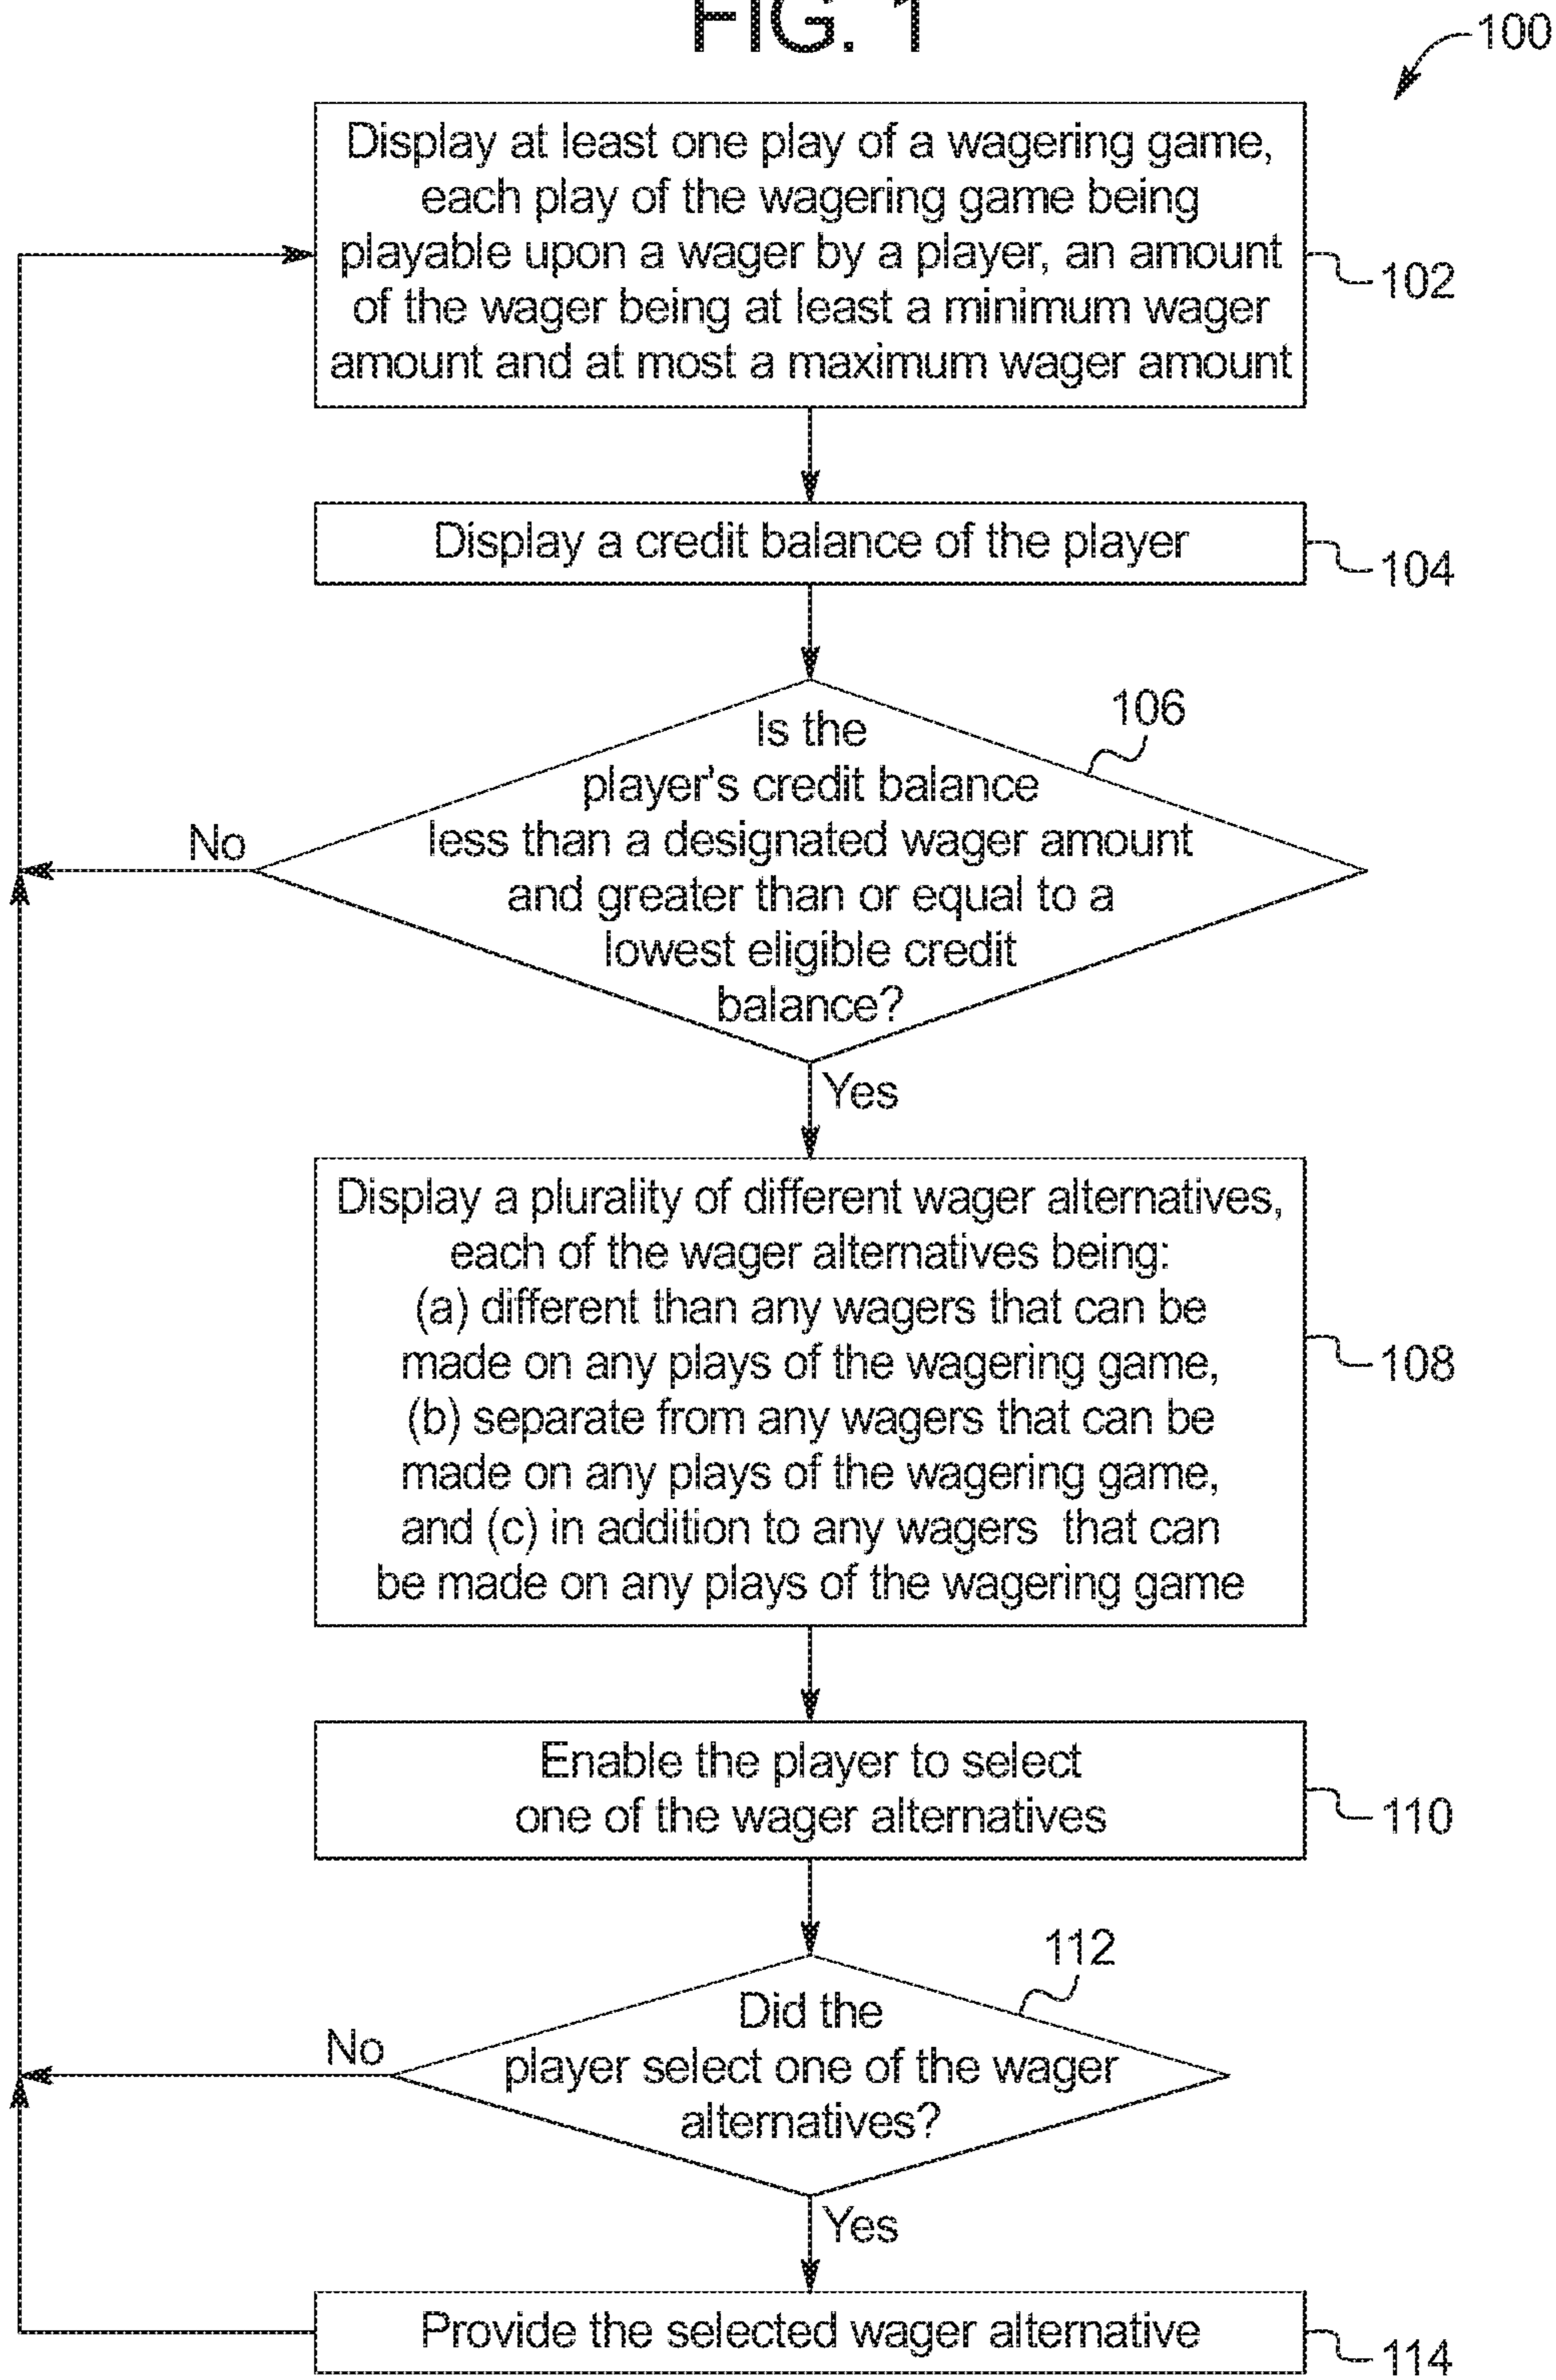 FIG. 1
100
Display at least one play of a wagering game,
each play of the wagering game being
playable upon a wager by a player, an amount
of the wager being at least a minimum wager
amount and at most a maximum wager amount
102
Display a credit balance of the player
104
106
Is the
player's credit balance
less than a designated wager amount
and greater than or equal to a
lowest eligible credit
balance?
No
Yes
Display a plurality of different wager alternatives,
each of the wager alternatives being:
(a) different than any wagers that can be
made on any plays of the wagering game,
(b) separate from any wagers that can be
made on any plays of the wagering game,
and (c) in addition to any wagers that can
be made on any plays of the wagering game
108
Enable the player to select
one of the wager alternatives
110
112
Did the
player select one of the wager
alternatives?
No
Yes
Provide the selected wager alternative
114